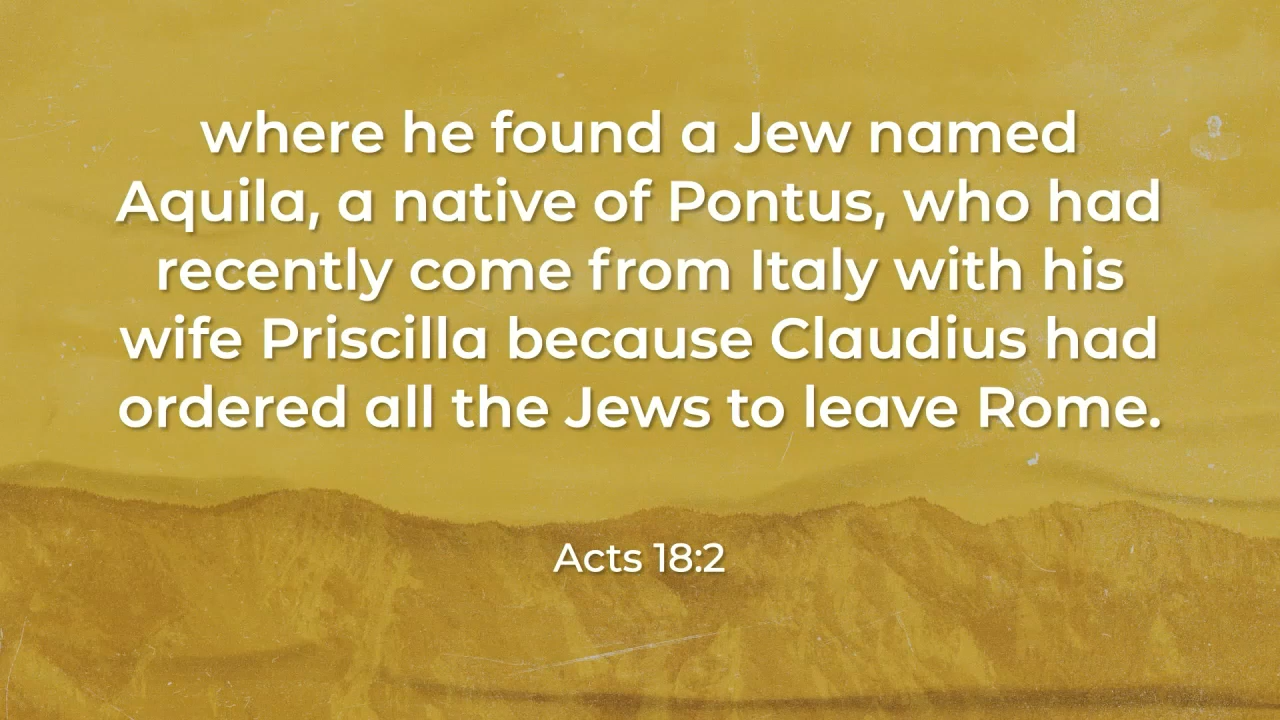 where he found a Jew named
Aquila, a native of Pontus, who had
recently come from Italy with his
wife Priscilla because Claudius had
ordered all the Jews to leave Rome.
Acts 18:2